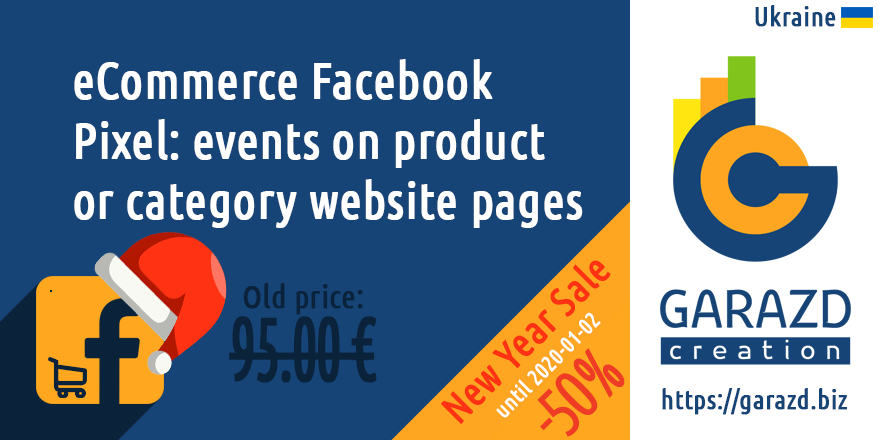 eCommerce Facebook
Pixel: events on product
or category website pages
Old price:
95.00 €
New Year Sale
until 2020-01-02
-50%
Ukraine
GARAZD
creation
https://garazd.biz